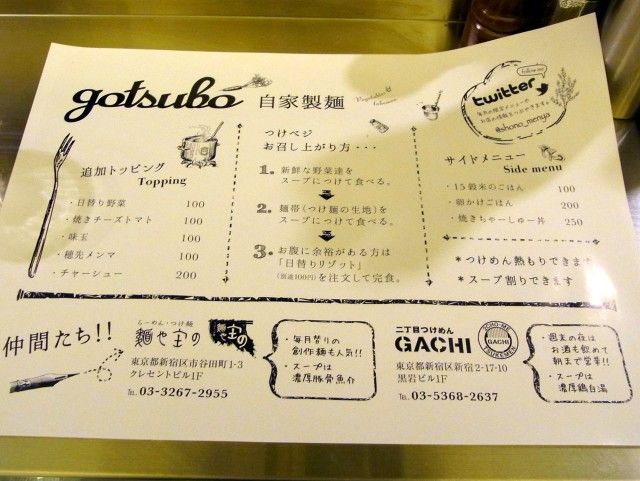 gotsubo
自家製麺
Vegetables
follow me
twitter
@shono_menya
追加トッピング
Topping
・日替り野菜 100
・焼きチーズトマト 100
・味玉 100
・穂先メンマ 100
・チャーシュー 200
つけベジ
お召し上がり方・・・
1. 新鮮な野菜達を
スープにつけて食べる。
2. 麺帯(つけ麺の生地)を
スープにつけて食べる。
3. お腹に余裕がある方は
「日替りリゾット」
(別途100円)を注文して完食。
サイドメニュー
Side menu
・15穀米のごはん 100
・卵かけごはん 200
・焼きちゃーしゅー丼 250
*つけめん熱もりできます
*スープ割りできます
仲間たち!!
らーめん・つけ麺
麺や庄の
東京都新宿区市谷田町1-3
クレセントビル1F
TEL. 03-3267-2955
・毎月替りの
創作麺も人気!!
・スープは
濃厚豚骨魚介
二丁目つけめん
GACHI
GACHI
東京都新宿区新宿2-17-10
黒岩ビル1F
TEL. 03-5368-2637
・週末の夜は
お酒も飲めて
朝まで営業!!
・スープは
濃厚鶏白湯